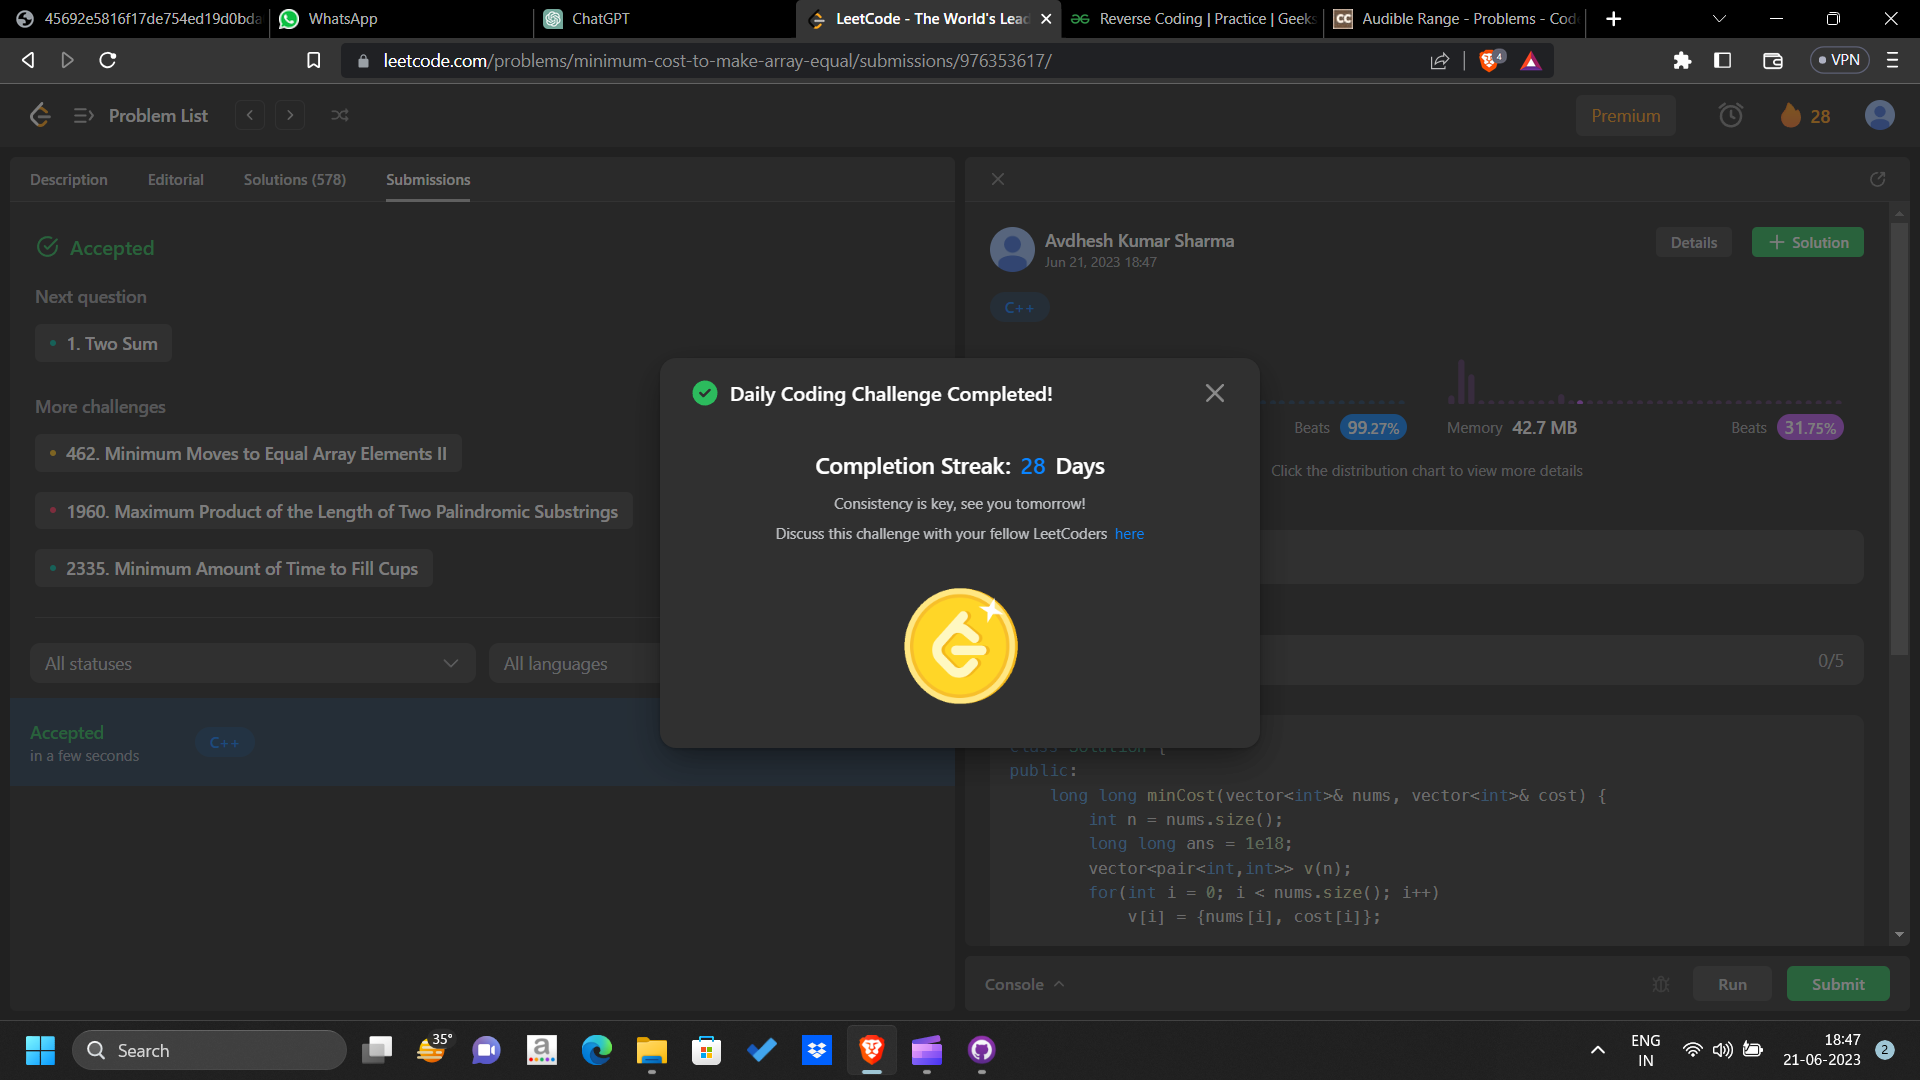 45692e5816f17de754ed19d0bda
WhatsApp
ChatGPT
LeetCode - The World's Lead
Reverse Coding | Practice | Geeks
Audible Range - Problems - Code
leetcode.com/problems/minimum-cost-to-make-array-equal/submissions/976353617/
4
VPN
Problem List
Premium
28
Description
Editorial
Solutions (578)
Submissions
Accepted
Next question
1. Two Sum
More challenges
462. Minimum Moves to Equal Array Elements II
1960. Maximum Product of the Length of Two Palindromic Substrings
2335. Minimum Amount of Time to Fill Cups
All statuses
All languages
Accepted
in a few seconds
C++
Avdhesh Kumar Sharma
Jun 21, 2023 18:47
Details
+ Solution
C++
Beats 99.27%
Memory 42.7 MB
Beats 31.75%
Click the distribution chart to view more details
0/5
Daily Coding Challenge Completed!
Completion Streak: 28 Days
Consistency is key, see you tomorrow!
Discuss this challenge with your fellow LeetCoders here
class Solution {
public:
long long minCost(vector<int>& nums, vector<int>& cost) {
int n = nums.size();
long long ans = 1e18;
vector<pair<int,int>> v(n);
for(int i = 0; i < nums.size(); i++)
v[i] = {nums[i], cost[i]};
Console
Run
Submit
Search
35°
a
ENG
IN
18:47
21-06-2023
2